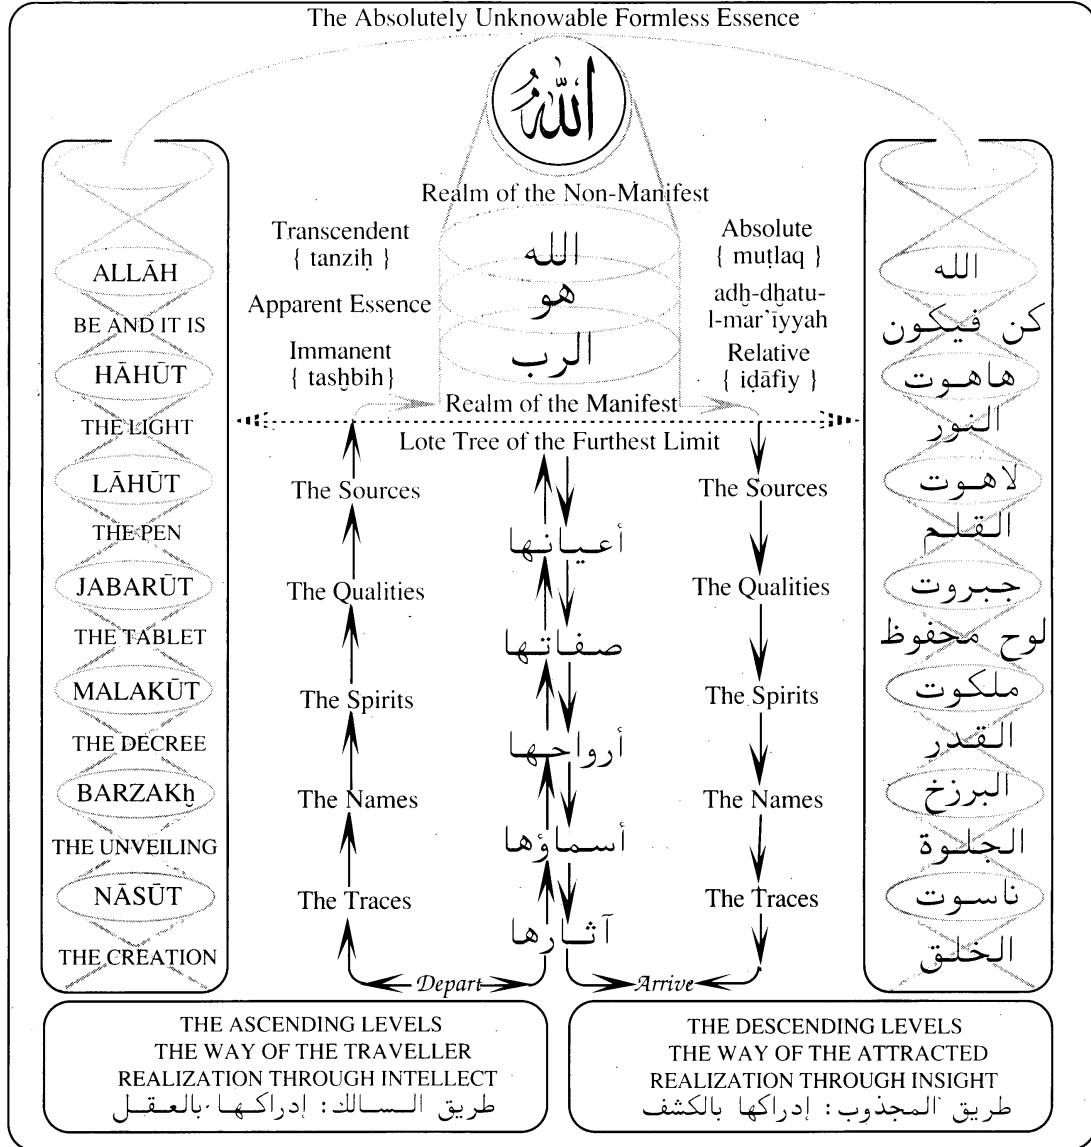 The Absolutely Unknowable Formless Essence
الله
Realm of the Non-Manifest
Transcendent
{ tanziḥ }
الله
Absolute
{ muṭlaq }
Apparent Essence
هو
adẖ-dẖatu-
l-mar’īyyah
Immanent
{ tasẖbih}
الرب
Relative
{ iḍāfiy }
Realm of the Manifest
Lote Tree of the Furthest Limit
ALLĀH
BE AND IT IS
HĀHŪT
THE LIGHT
LĀHŪT
THE PEN
JABARŪT
THE TABLET
MALAKŪT
THE DECREE
BARZAKẖ
THE UNVEILING
NĀSŪT
THE CREATION
The Sources
The Qualities
The Spirits
The Names
The Traces
أعيانها
صفاتها
أرواحها
أسماؤها
آثارها
The Sources
The Qualities
The Spirits
The Names
The Traces
Depart
Arrive
الله
كن فيكون
هاهوت
النور
لاهوت
القلم
جبروت
لوح محفوظ
ملكوت
القدر
البرزخ
الجلوة
ناسوت
الخلق
THE ASCENDING LEVELS
THE WAY OF THE TRAVELLER
REALIZATION THROUGH INTELLECT
طريق السالك: إدراكها بالعقل
THE DESCENDING LEVELS
THE WAY OF THE ATTRACTED
REALIZATION THROUGH INSIGHT
طريق المجذوب: إدراكها بالكشف